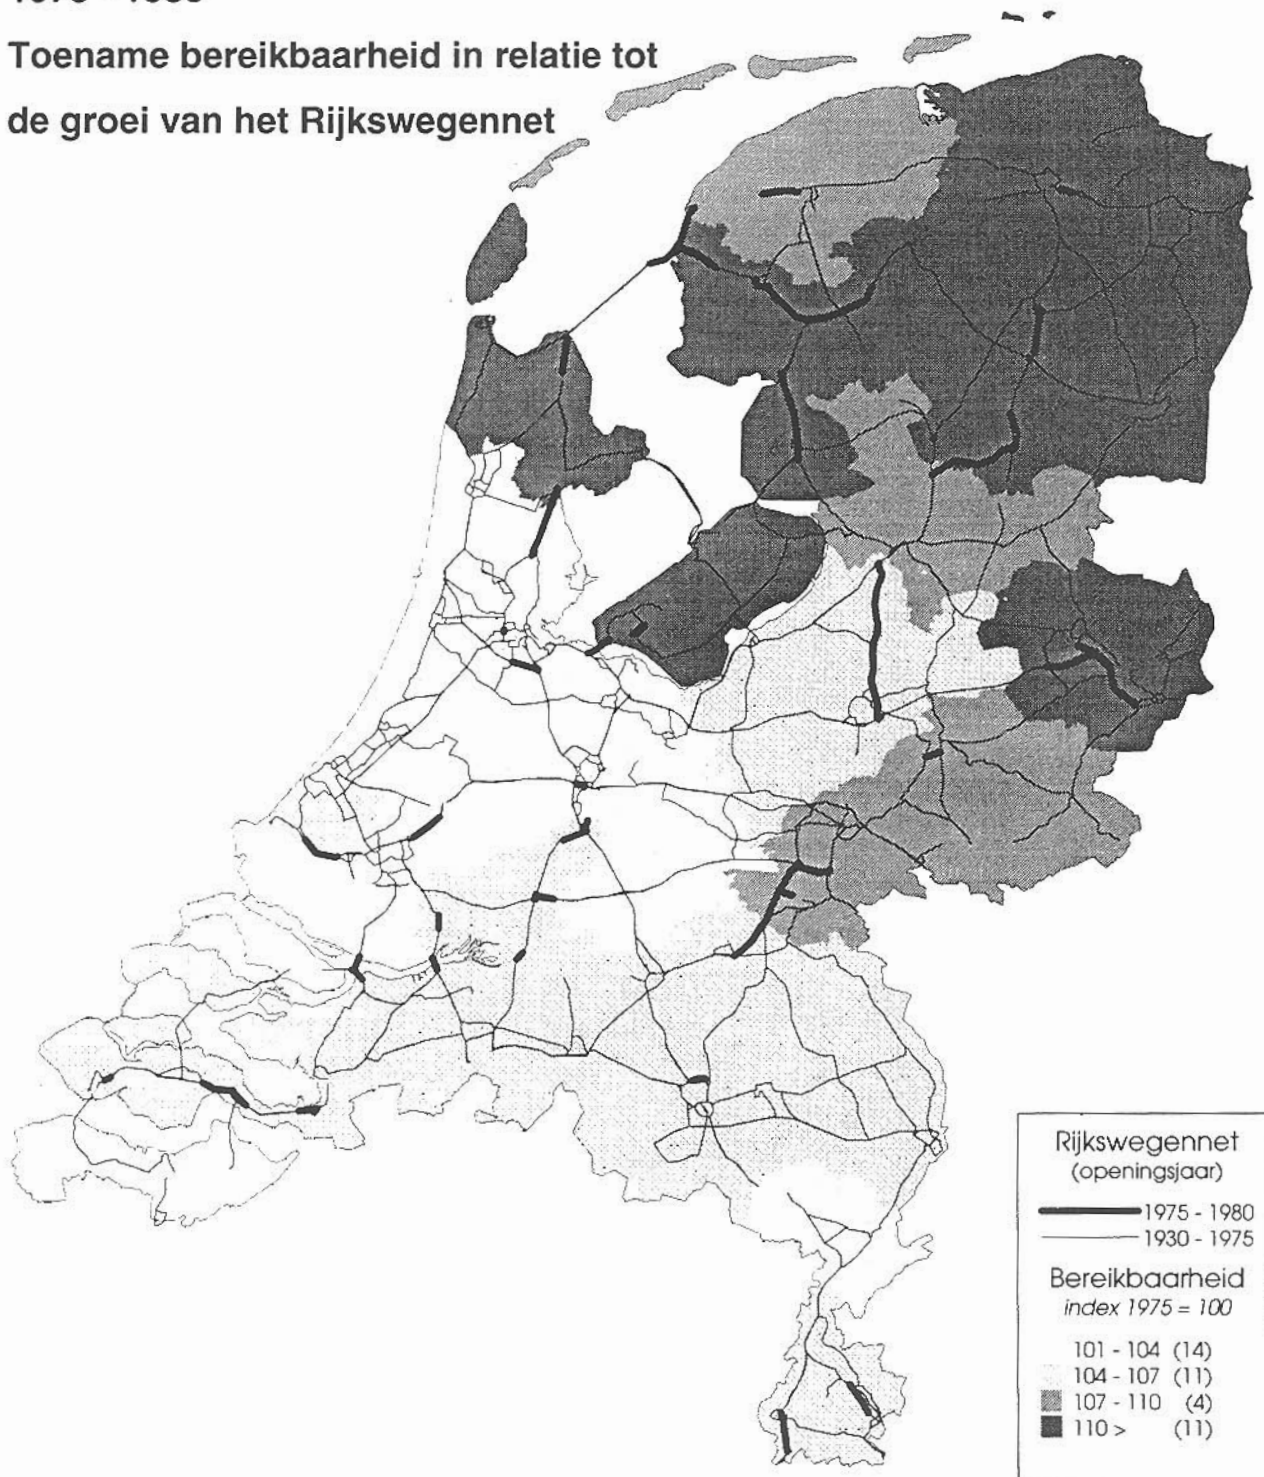 Toename bereikbaarheid in relatie tot
de groei van het Rijkswegennet
Rijkswegennet
(openingsjaar)
1975 - 1980
1930 - 1975
Bereikbaarheid
index 1975 = 100
101 - 104 (14)
104 - 107 (11)
107 - 110 (4)
110 > (11)